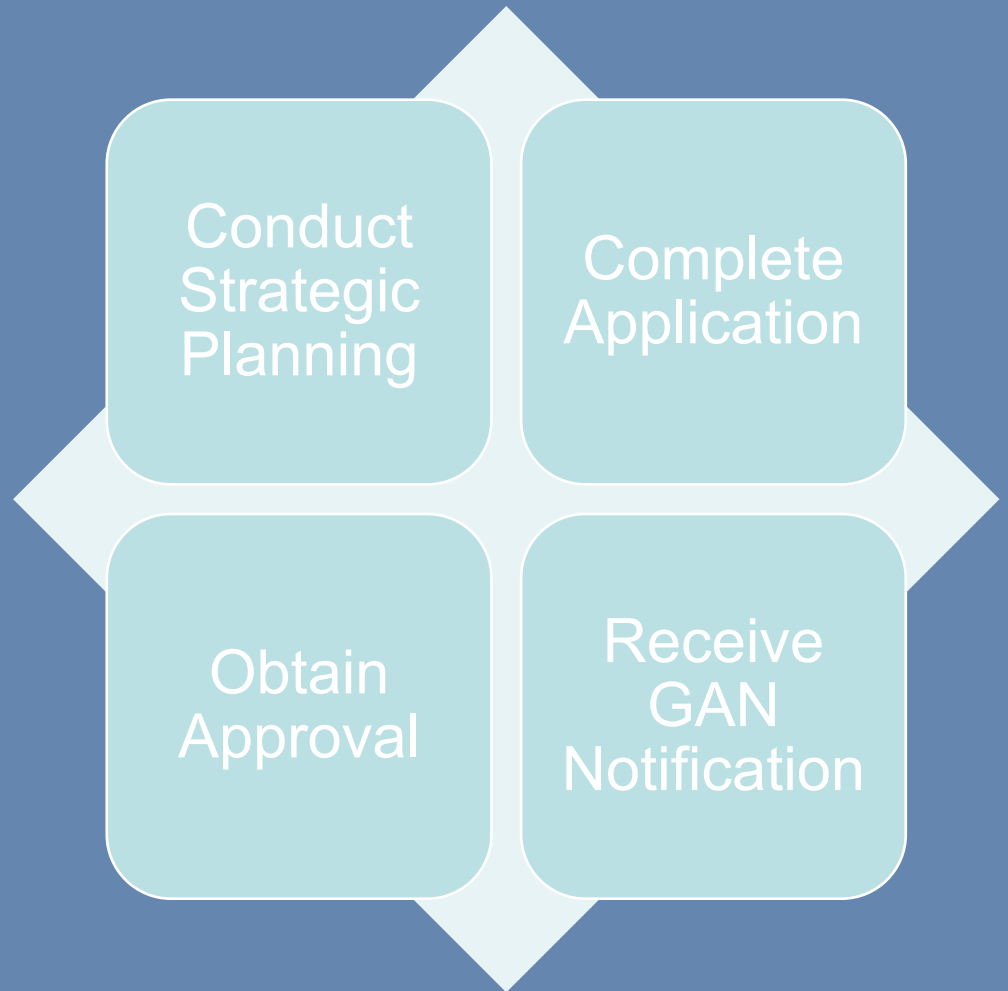 Conduct
Strategic
Planning
Complete
Application
Obtain
Approval
Receive
GAN
Notification